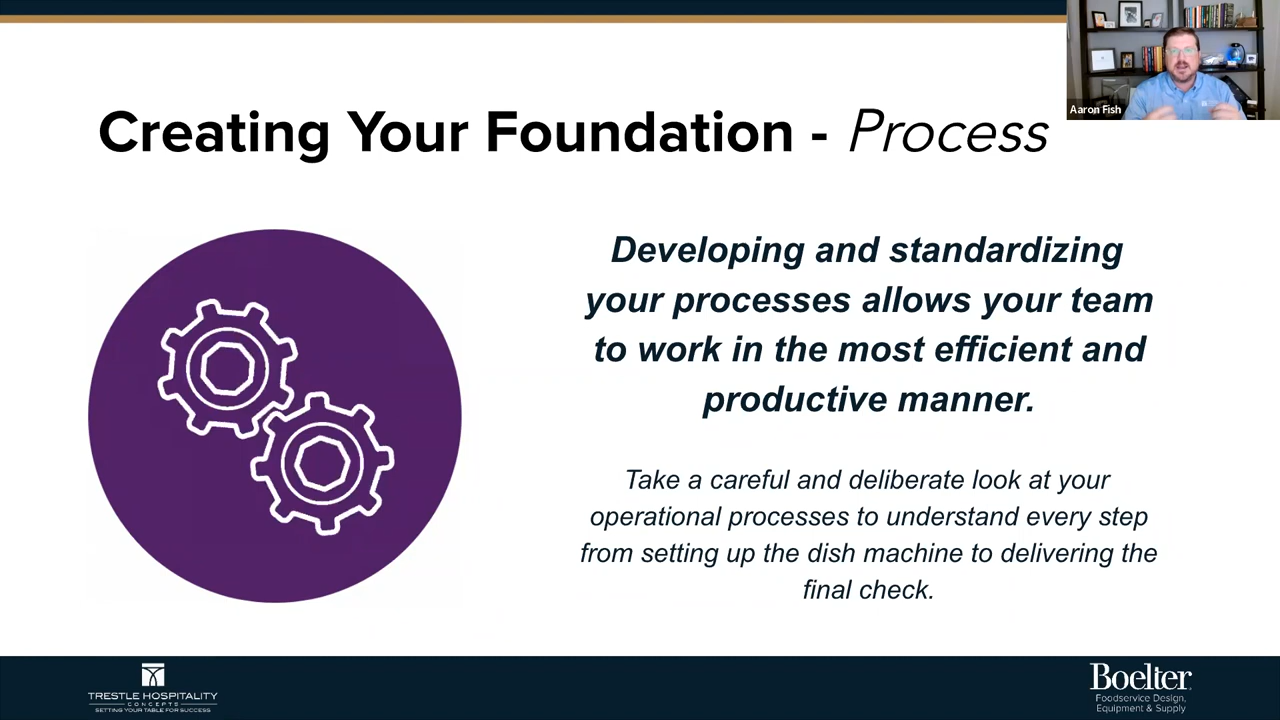 Aaron Fish
Creating Your Foundation - Process
Developing and standardizing
your processes allows your team
to work in the most efficient and
productive manner.
Take a careful and deliberate look at your
operational processes to understand every step
from setting up the dish machine to delivering the
final check.
TRESTLE HOSPITALITY
CONCEPTS
SETTING YOUR TABLE FOR SUCCESS
Boelter
Foodservice Design,
Equipment & Supply